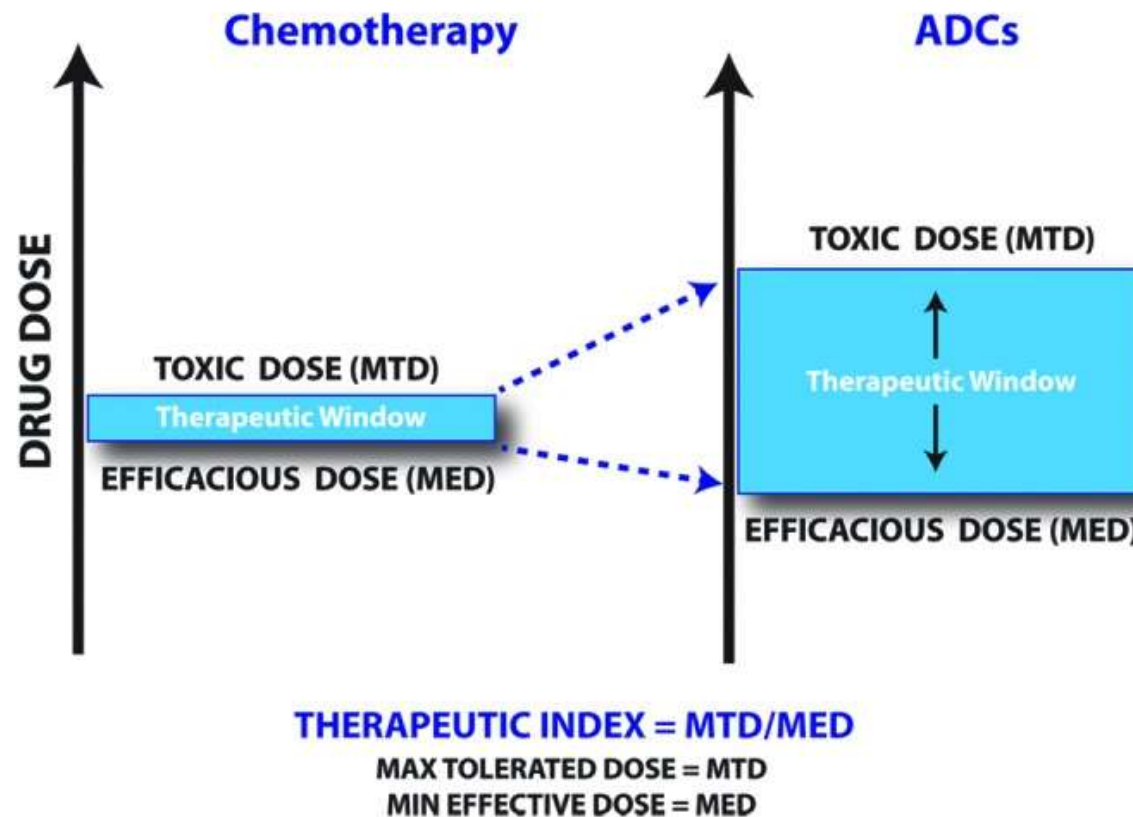 Chemotherapy
ADCs
DRUG DOSE
TOXIC DOSE (MTD)
Therapeutic Window
EFFICACIOUS DOSE (MED)
TOXIC DOSE (MTD)
Therapeutic Window
EFFICACIOUS DOSE (MED)
THERAPEUTIC INDEX = MTD/MED
MAX TOLERATED DOSE = MTD
MIN EFFECTIVE DOSE = MED